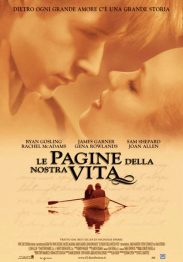 DIETRO OGNI GRANDE AMORE C'È UNA GRANDE STORIA
RYAN GOSLING JAMES GARNER SAM SHEPARD
RACHEL McADAMS GENA ROWLANDS JOAN ALLEN
LE PAGINE DELLA
NOSTRA VITA